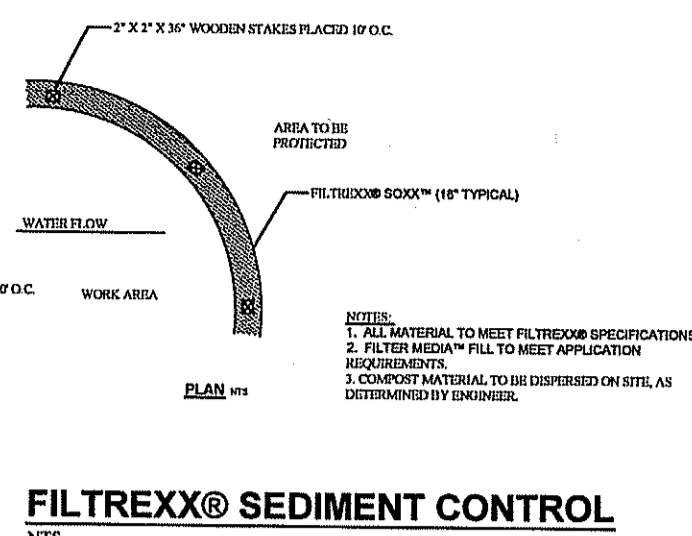 2" X 2" X 36" WOODEN STAKES PLACED 10' O.C.
AREA TO BE
PROTECTED
FILTREXX® SOXX™ (18" TYPICAL)
WATER FLOW
0' O.C.
WORK AREA
NOTES:
1. ALL MATERIAL TO MEET FILTREXX® SPECIFICATIONS
2. FILTER MEDIA™ FILL TO MEET APPLICATION
REQUIREMENTS.
3. COMPOST MATERIAL TO BE DISPERSED ON SITE, AS
DETERMINED BY ENGINEER.
PLAN NTS
FILTREXX® SEDIMENT CONTROL
NTS